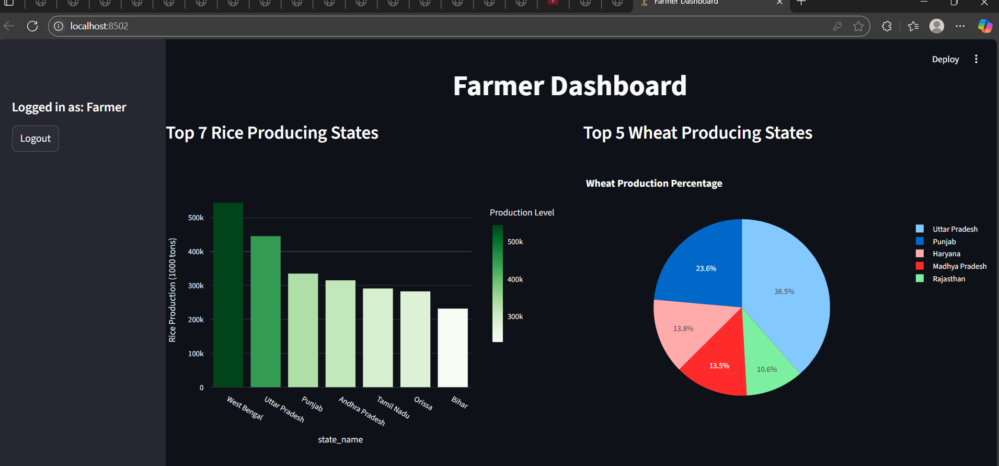 Farmer Dashboard
localhost:8502
Deploy
Farmer Dashboard
Logged in as: Farmer
Logout
Top 7 Rice Producing States
Rice Production (1000 tons)
500k
400k
300k
200k
100k
0
West Bengal
Uttar Pradesh
Punjab
Andhra Pradesh
Tamil Nadu
Orissa
Bihar
state_name
Production Level
500k
400k
300k
Top 5 Wheat Producing States
Wheat Production Percentage
23.6%
38.5%
13.8%
13.5%
10.6%
Uttar Pradesh
Punjab
Haryana
Madhya Pradesh
Rajasthan